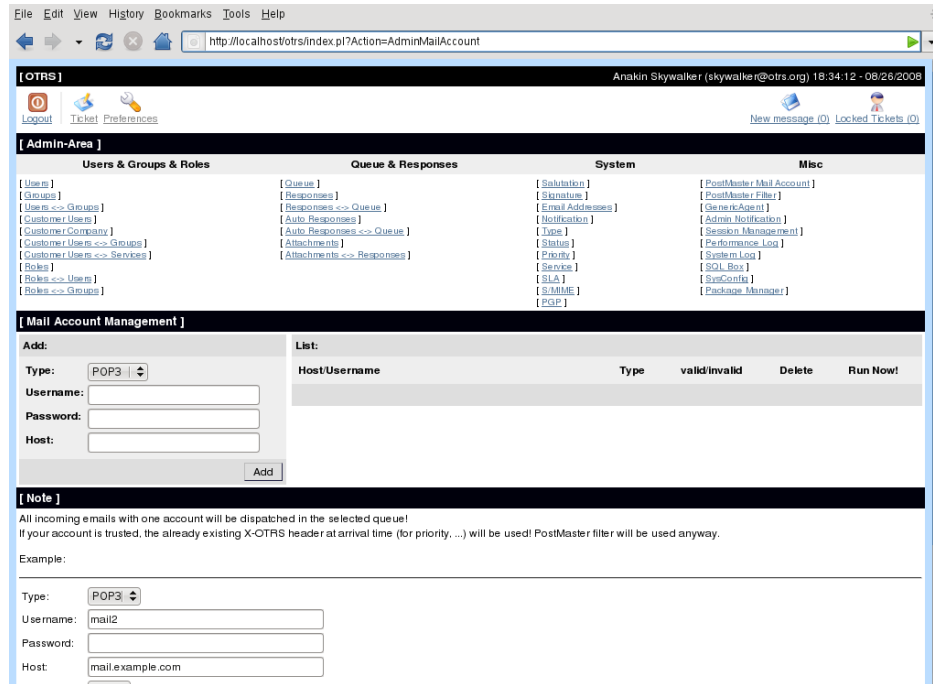 File Edit View History Bookmarks Tools Help
http://localhost/otrs/index.pl?Action=AdminMailAccount
[ OTRS ] Anakin Skywalker (skywalker@otrs.org) 18:34:12 - 08/26/2008
Logout Ticket Preferences New message (0) Locked Tickets (0)
[ Admin-Area ]
Users & Groups & Roles Queue & Responses System Misc
[ Users ] [ Queue ] [ Salutation ] [ PostMaster Mail Account ]
[ Groups ] [ Responses ] [ Signature ] [ PostMaster Filter ]
[ Users <-> Groups ] [ Responses <-> Queue ] [ Email Addresses ] [ GenericAgent ]
[ Customer Users ] [ Auto Responses ] [ Notification ] [ Admin Notification ]
[ Customer Company ] [ Auto Responses <-> Queue ] [ Type ] [ Session Management ]
[ Customer Users <-> Groups ] [ Attachments ] [ Status ] [ Performance Log ]
[ Customer Users <-> Services ] [ Attachments <-> Responses ] [ Priority ] [ System Log ]
[ Roles ] [ Service ] [ SQL Box ]
[ Roles <-> Users ] [ SLA ] [ SysConfig ]
[ Roles <-> Groups ] [ S/MIME ] [ Package Manager ]
[ PGP ]
[ Mail Account Management ]
Add: List:
Type: POP3 Host/Username Type valid/invalid Delete Run Now!
Username:
Password:
Host:
Add
[ Note ]
All incoming emails with one account will be dispatched in the selected queue!
If your account is trusted, the already existing X-OTRS header at arrival time (for priority, ...) will be used! PostMaster filter will be used anyway.
Example:
Type: POP3
Username: mail2
Password:
Host: mail.example.com